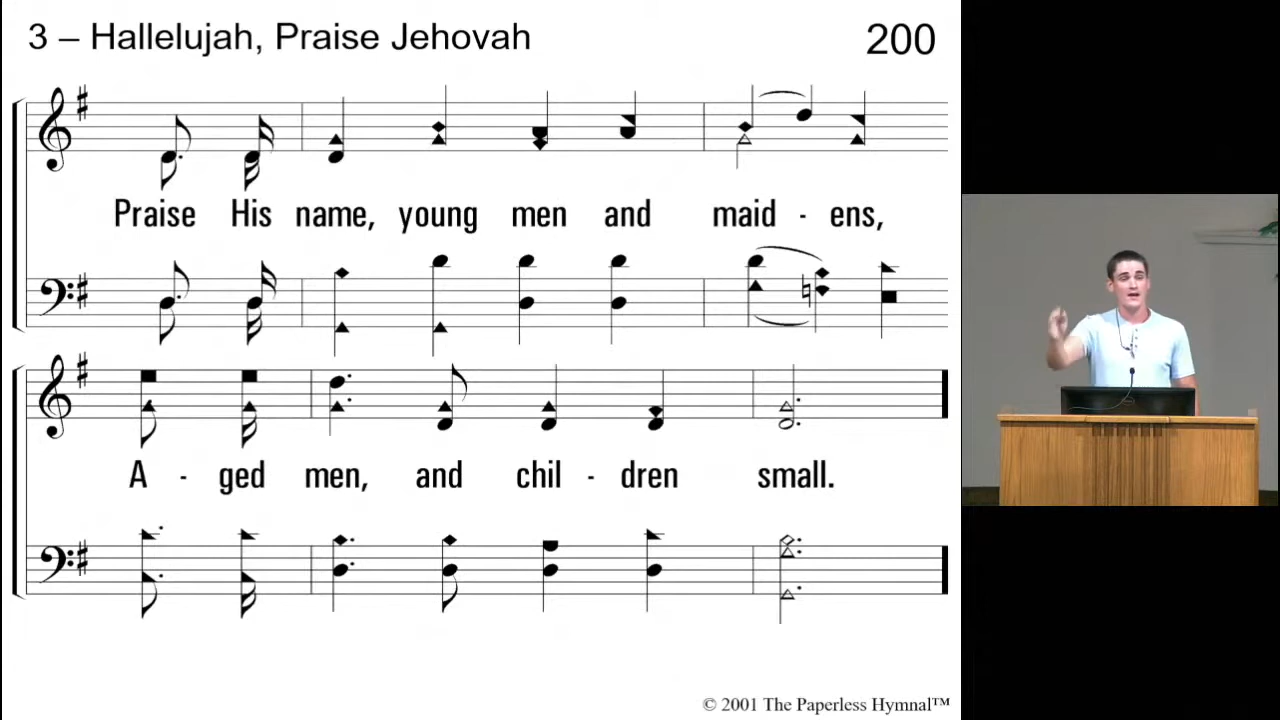 3 – Hallelujah, Praise Jehovah 200
Praise His name, young men and maid - ens,
A - ged men, and chil - dren small.
© 2001 The Paperless Hymnal™